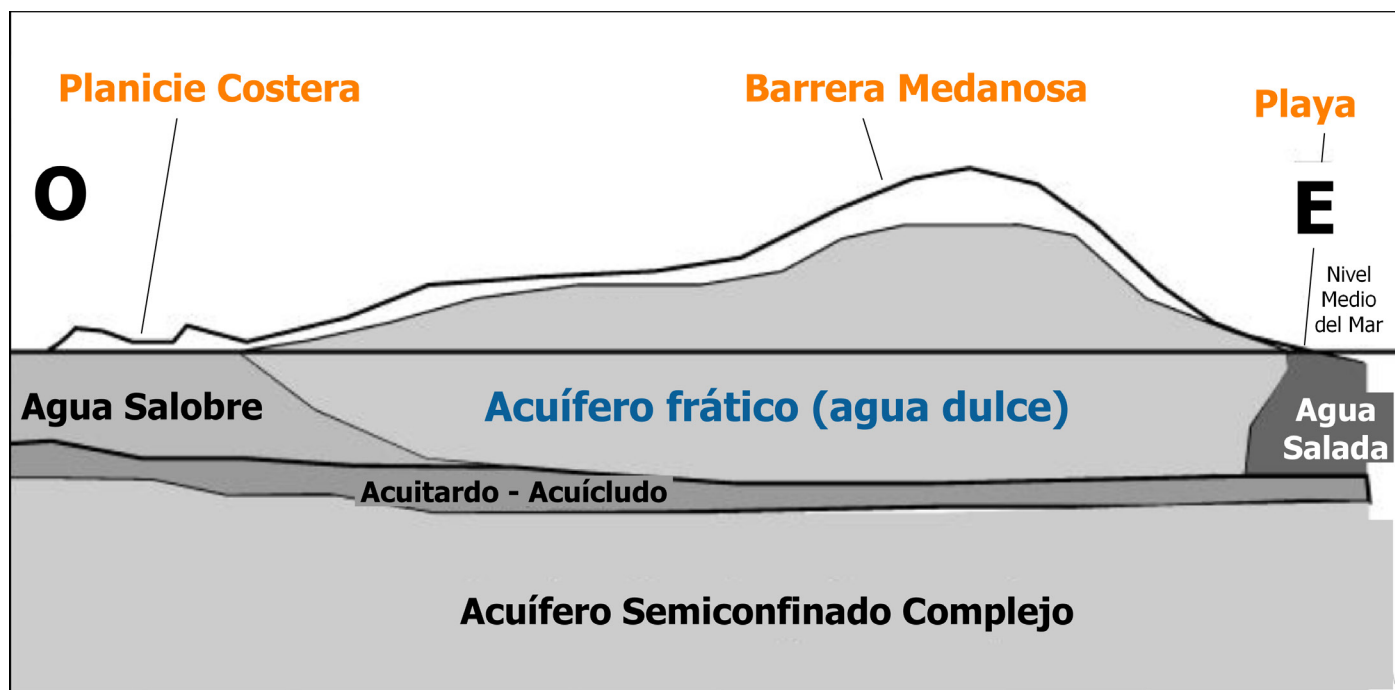 Planicie Costera
Barrera Medanosa
Playa
O
E
Nivel
Medio
del Mar
Agua Salobre
Acuífero frático (agua dulce)
Agua
Salada
Acuitardo - Acuícludo
Acuífero Semiconfinado Complejo